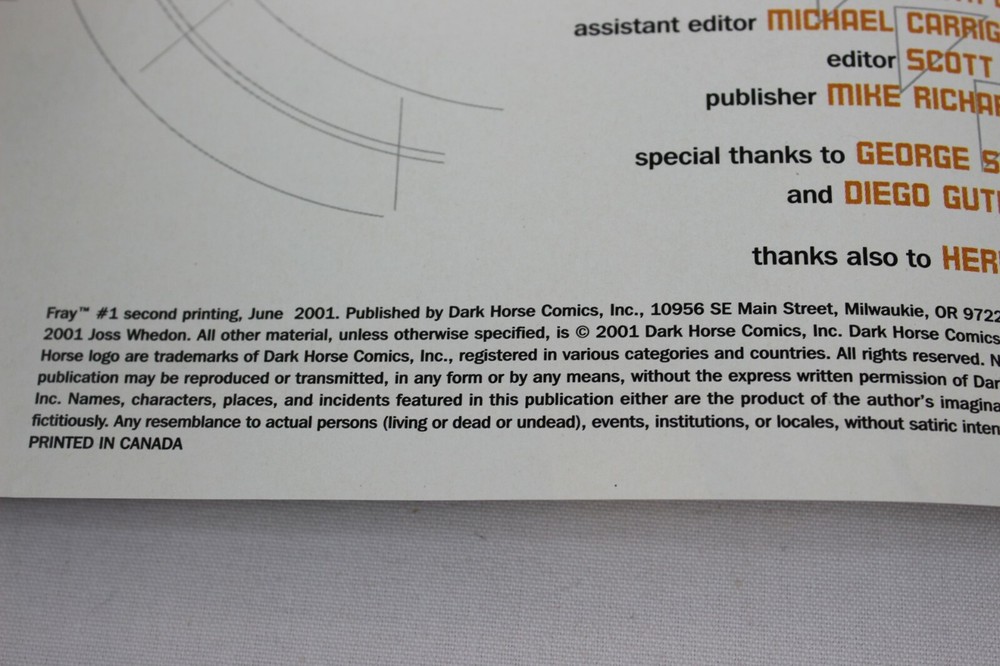 assistant editor MICHAEL CARRIG
editor SCOTT
publisher MIKE RICHAR
special thanks to GEORGE S
and DIEGO GUTI
thanks also to HER
Fray™ #1 second printing, June 2001. Published by Dark Horse Comics, Inc., 10956 SE Main Street, Milwaukie, OR 9722
2001 Joss Whedon. All other material, unless otherwise specified, is © 2001 Dark Horse Comics, Inc. Dark Horse Comics
Horse logo are trademarks of Dark Horse Comics, Inc., registered in various categories and countries. All rights reserved. N
publication may be reproduced or transmitted, in any form or by any means, without the express written permission of Dar
Inc. Names, characters, places, and incidents featured in this publication either are the product of the author's imagina
fictitiously. Any resemblance to actual persons (living or dead or undead), events, institutions, or locales, without satiric inten
PRINTED IN CANADA